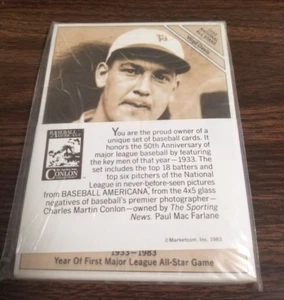 BASEBALL
CONLON
You are the proud owner of a
unique set of baseball cards. It
honors the 50th Anniversary of
major league baseball by featuring
the key men of that year—1933. The
set includes the top 18 batters and
top six pitchers of the National
League in never-before-seen pictures
from BASEBALL AMERICANA, from the 4x5 glass
negatives of baseball's premier photographer—
Charles Martin Conlon—owned by The Sporting
News. Paul Mac Farlane
©Marketcom, Inc. 1983
1933-1983
Year Of First Major League All-Star Game